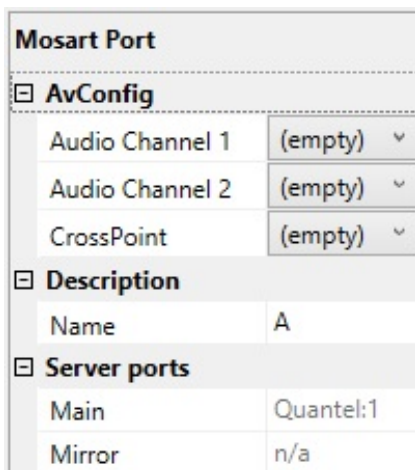 Mosart Port
AvConfig
Audio Channel 1 (empty)
Audio Channel 2 (empty)
CrossPoint (empty)
Description
Name A
Server ports
Main Quantel:1
Mirror n/a